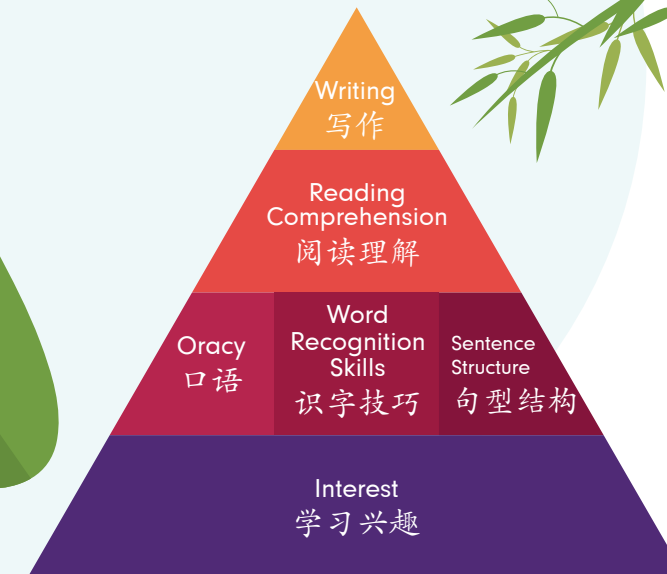 Writing
写作
Reading
Comprehension
阅读理解
Oracy
口语
Word
Recognition
Skills
识字技巧
Sentence
Structure
句型结构
Interest
学习兴趣